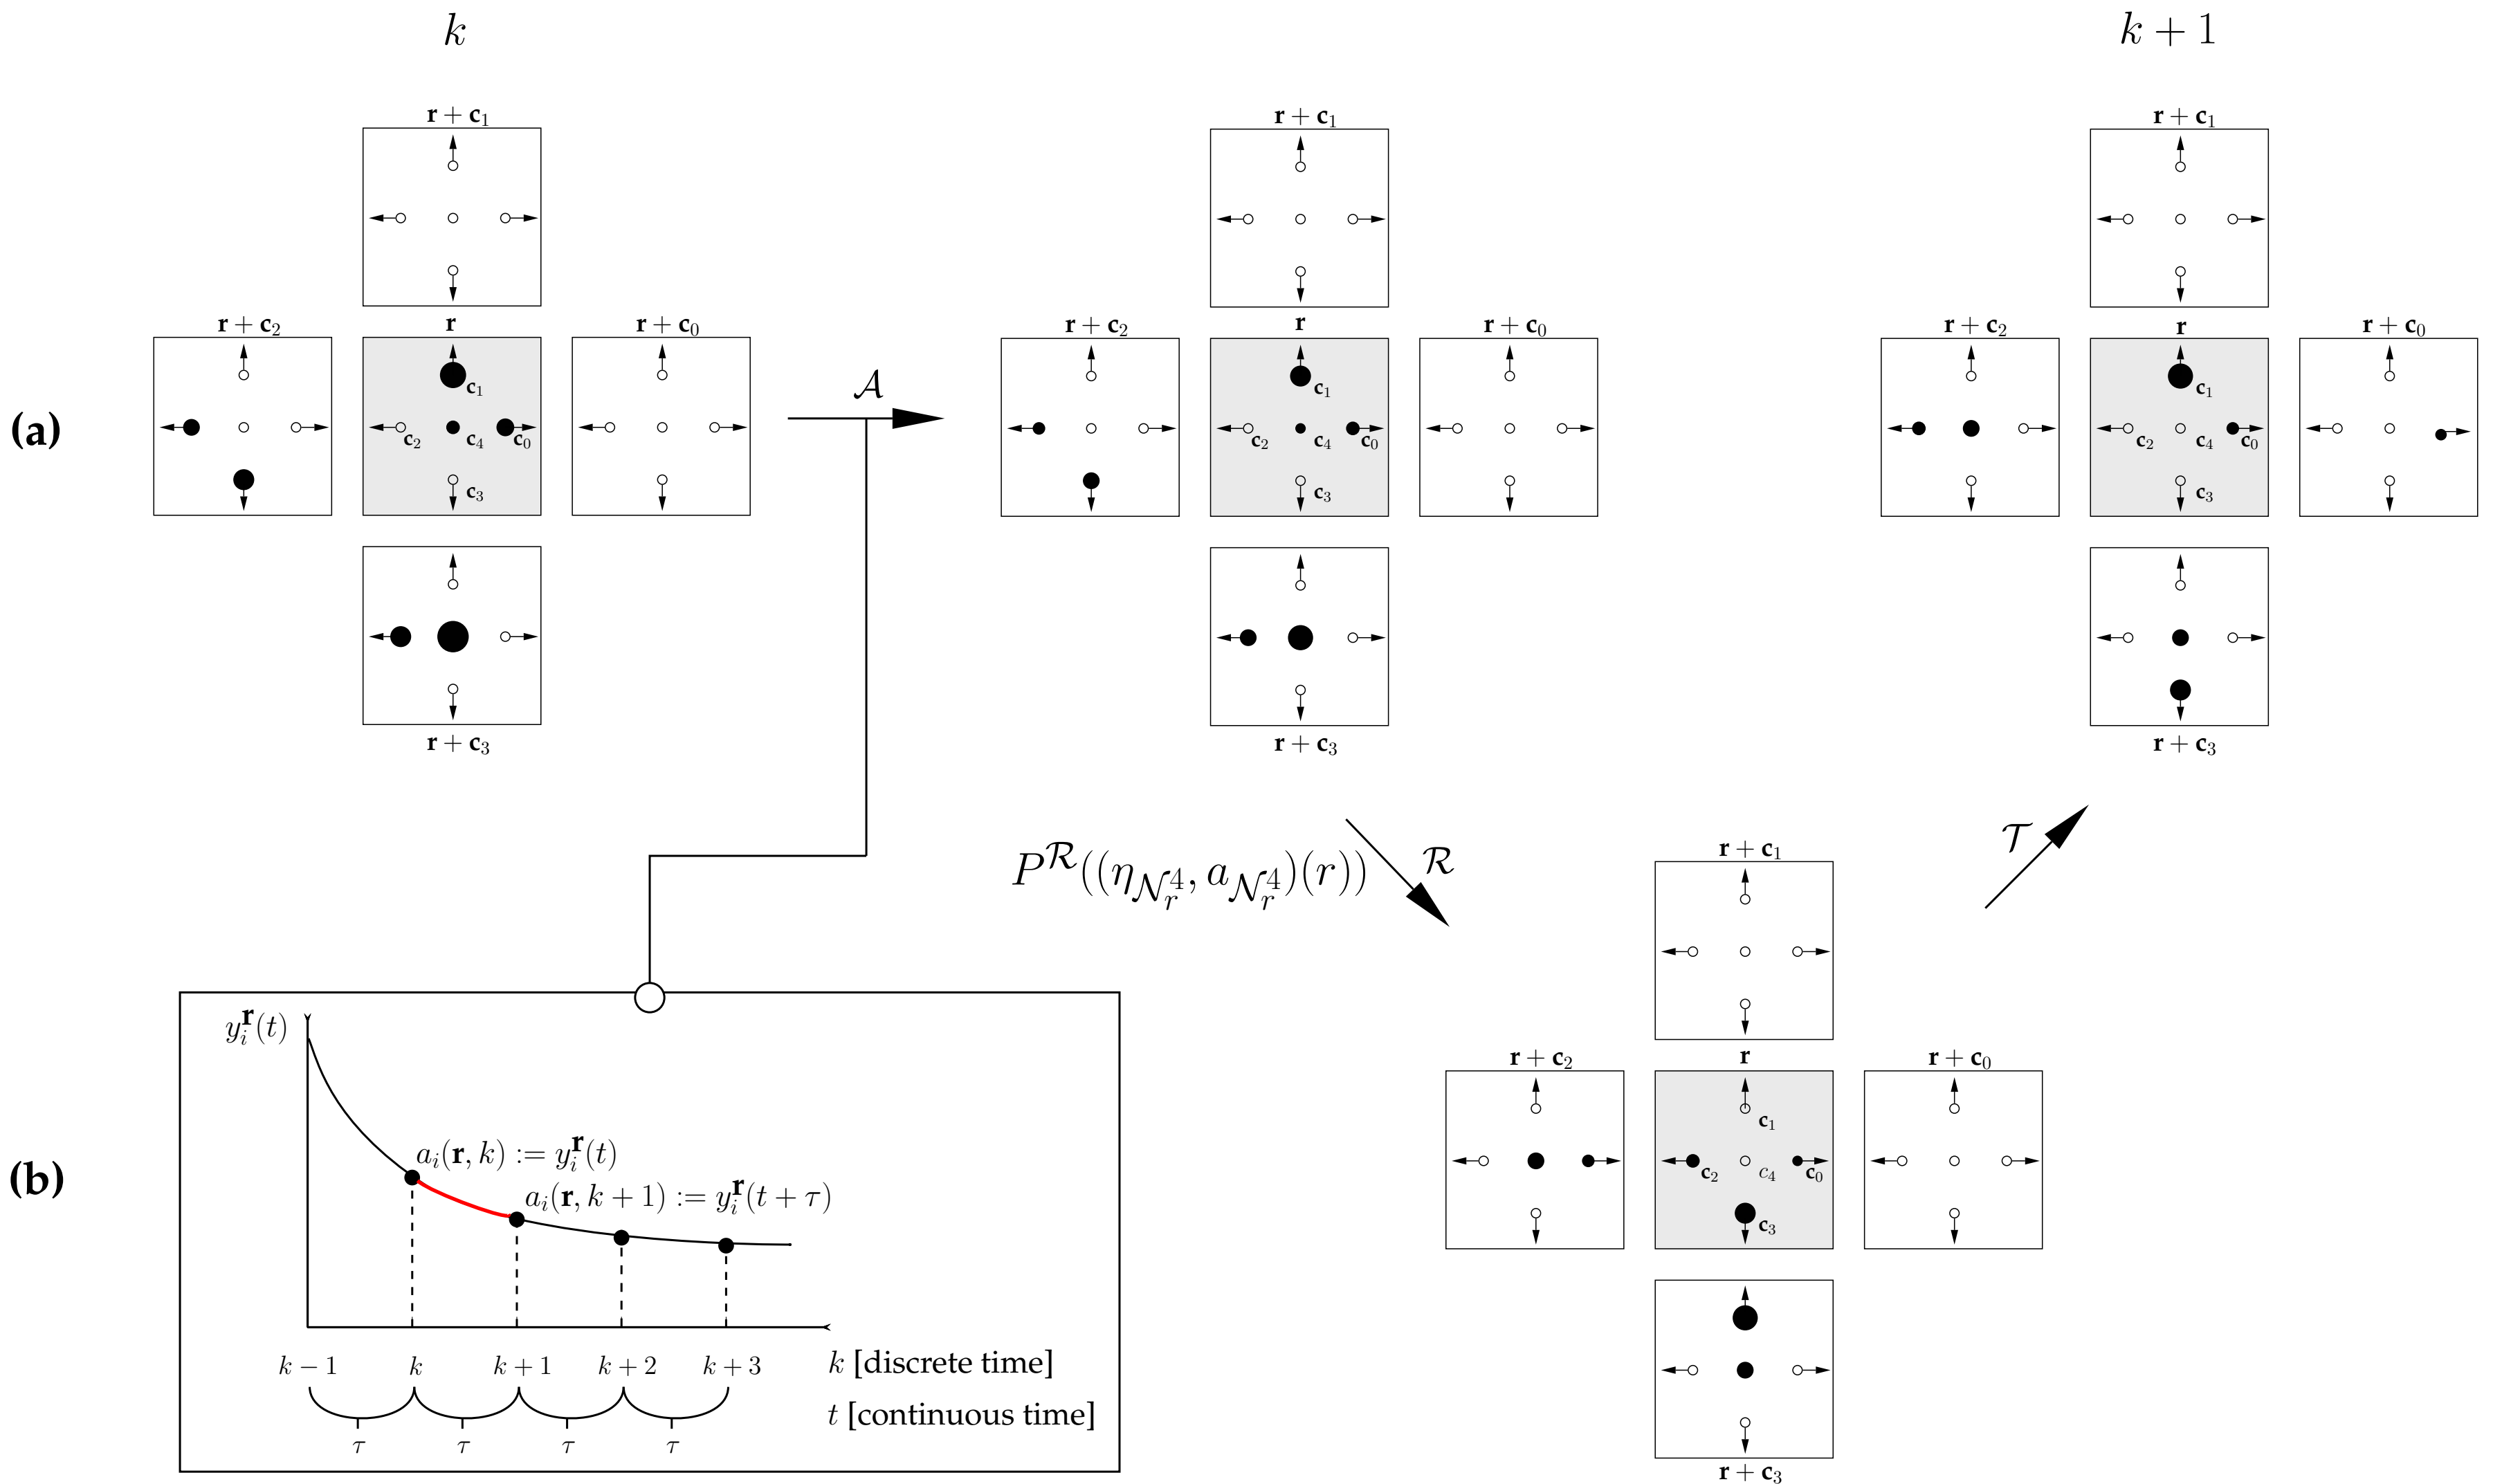 k
k + 1
r + c₁
r + c₁
r + c₁
r + c₂
r
r + c₀
r + c₂
r
r + c₀
r + c₂
r
r + c₀
(a)
c₁
c₂ c₄ c₀
c₃
𝒜
c₁
c₂ c₄ c₀
c₃
c₁
c₂ c₄ c₀
c₃
r + c₃
r + c₃
r + c₃
P^ℛ((η_{𝒩_r^4}, a_{𝒩_r^4})(r))
ℛ
𝒯
r + c₁
r + c₂
r
r + c₀
c₁
c₂ c₄ c₀
c₃
r + c₃
(b)
y_i^r(t)
a_i(r, k) := y_i^r(t)
a_i(r, k + 1) := y_i^r(t + τ)
k − 1 k k + 1 k + 2 k + 3
k [discrete time]
t [continuous time]
τ τ τ τ